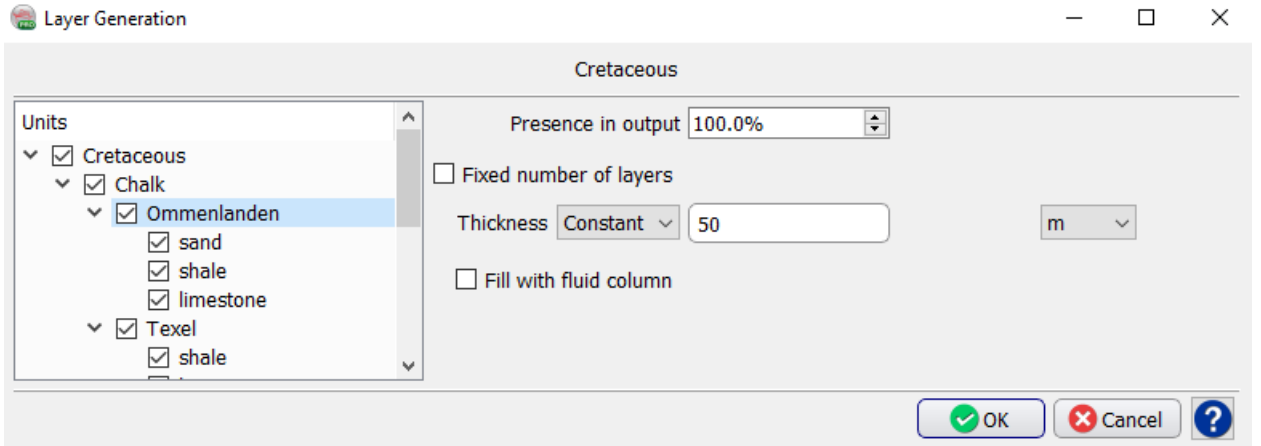 Layer Generation
Cretaceous
Units
Cretaceous
Chalk
Ommenlanden
sand
shale
limestone
Texel
shale
Presence in output 100.0%
Fixed number of layers
Thickness Constant 50 m
Fill with fluid column
OK Cancel ?